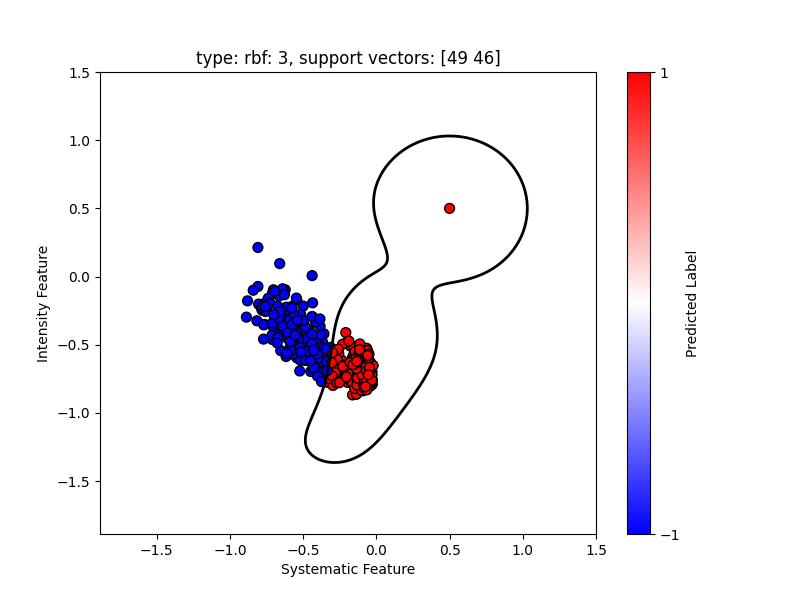 type: rbf: 3, support vectors: [49 46]
1.5
1.0
0.5
0.0
−0.5
−1.0
−1.5
Intensity Feature
−1.5 −1.0 −0.5 0.0 0.5 1.0 1.5
Systematic Feature
1
−1
Predicted Label